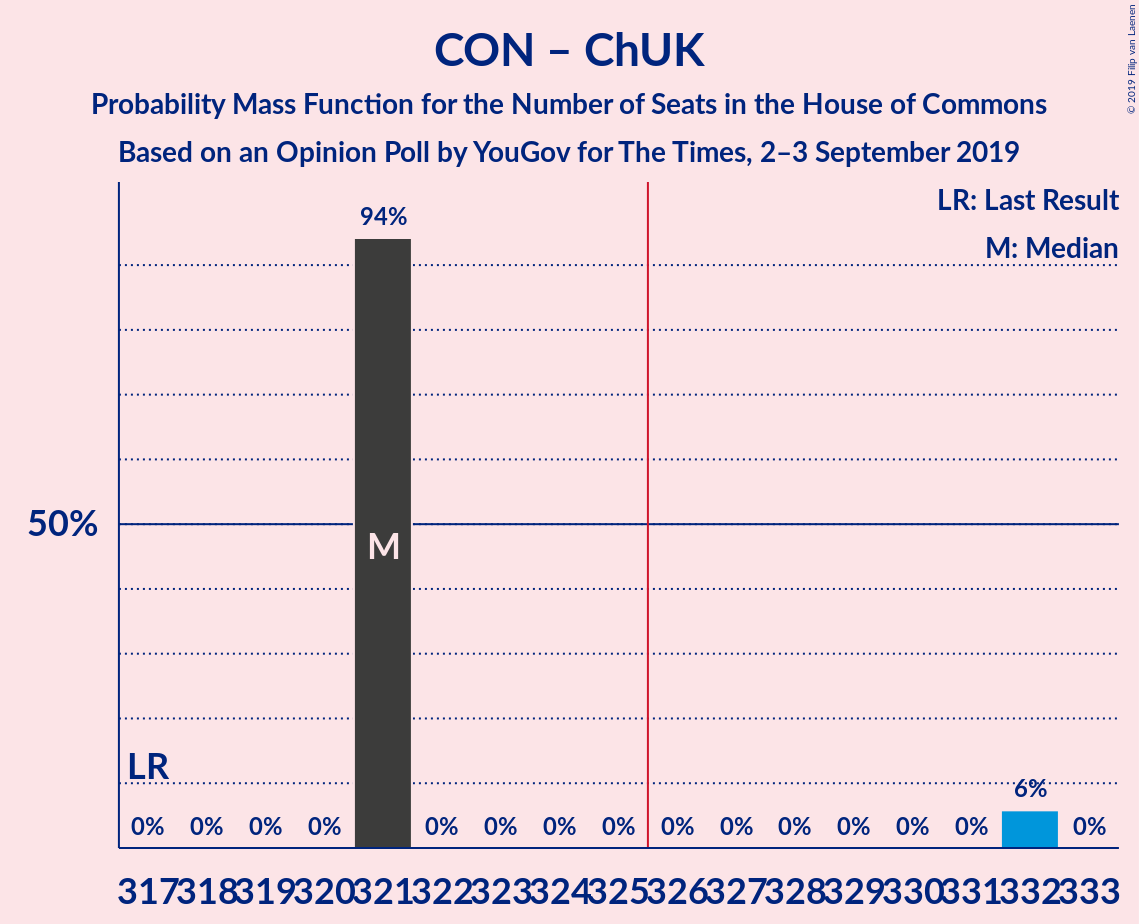 CON – ChUK
Probability Mass Function for the Number of Seats in the House of Commons
Based on an Opinion Poll by YouGov for The Times, 2–3 September 2019
© 2019 Filip van Laenen
LR: Last Result
M: Median
94%
50%
M
LR
6%
0% 0% 0% 0% 0% 0% 0% 0% 0% 0% 0% 0% 0% 0% 0%
317 318 319 320 321 322 323 324 325 326 327 328 329 330 331 332 333